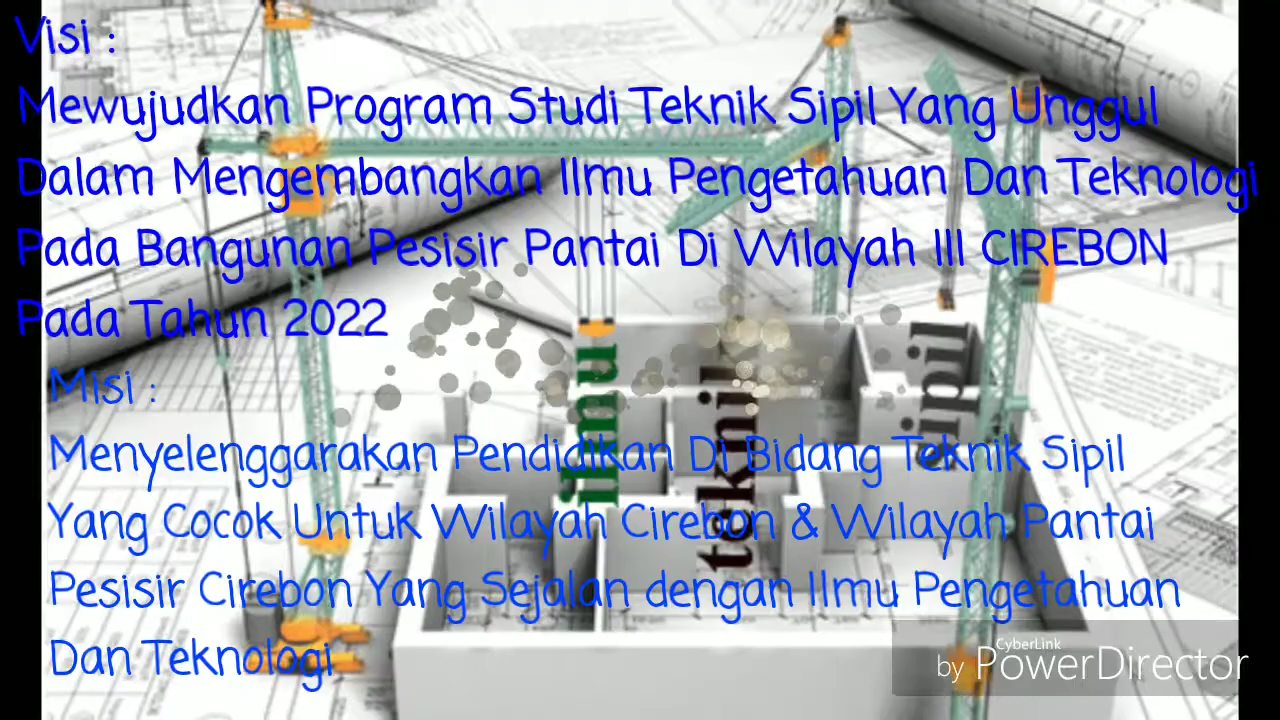 Visi :
Mewujudkan Program Studi Teknik Sipil Yang Unggul
Dalam Mengembangkan Ilmu Pengetahuan Dan Teknologi
Pada Bangunan Pesisir Pantai Di Wilayah III CIREBON
Pada Tahun 2022
Misi :
Menyelenggarakan Pendidikan Di Bidang Teknik Sipil
Yang Cocok Untuk Wilayah Cirebon & Wilayah Pantai
Pesisir Cirebon Yang Sejalan dengan Ilmu Pengetahuan
Dan Teknologi
ilmu
teknik
sipil
CyberLink
by PowerDirector